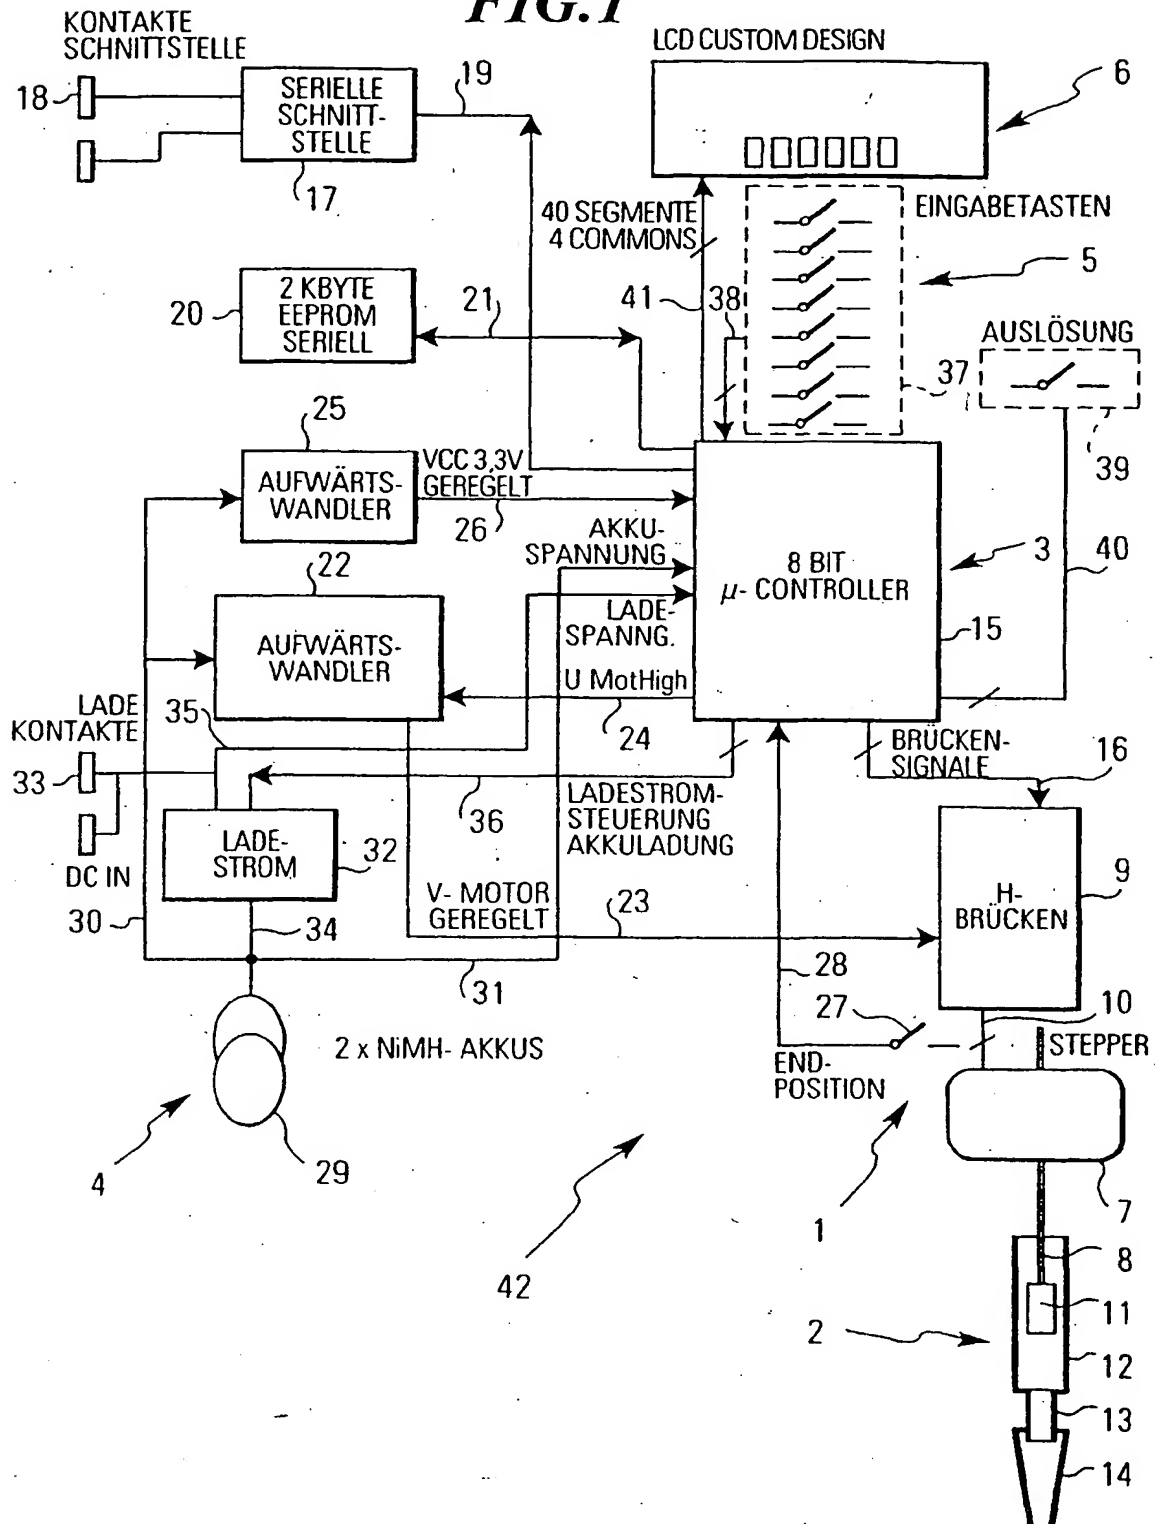 FIG. 1
KONTAKTE
SCHNITTSTELLE
18
SERIELLE
SCHNITT-
STELLE
17
19
LCD CUSTOM DESIGN
6
40 SEGMENTE
4 COMMONS
EINGABETASTEN
5
41
38
37
AUSLÖSUNG
39
40
20
2 KBYTE
EEPROM
SERIELL
21
25
AUFWÄRTS-
WANDLER
VCC 3,3V
GEREGELT
26
AKKU-
SPANNUNG
8 BIT
µ- CONTROLLER
3
15
22
AUFWÄRTS-
WANDLER
LADE-
SPANNG.
U MotHigh
24
LADE
KONTAKTE
33
35
DC IN
36
LADESTROM-
STEUERUNG
AKKULADUNG
BRÜCKEN-
SIGNALE
16
LADE-
STROM
32
30
34
V- MOTOR
GEREGELT
23
H-
BRÜCKEN
9
31
28
27
10
END-
POSITION
STEPPER
2 x NiMH- AKKUS
4
29
42
1
7
8
11
2
12
13
14